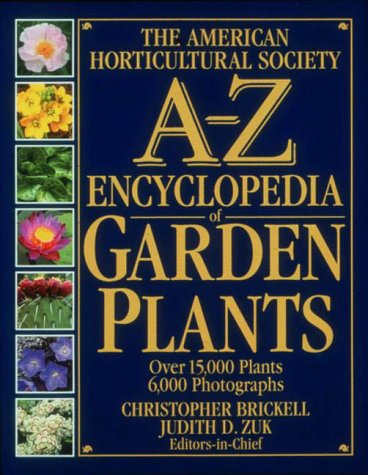 THE AMERICAN
HORTICULTURAL SOCIETY
A-Z
ENCYCLOPEDIA
of
GARDEN
PLANTS
Over 15,000 Plants
6,000 Photographs
CHRISTOPHER BRICKELL
JUDITH D. ZUK
Editors-in-Chief